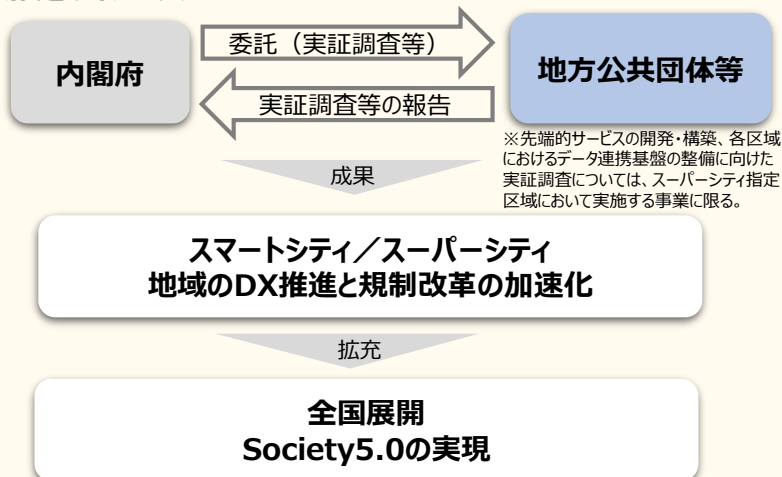 内閣府
委託（実証調査等）
実証調査等の報告
地方公共団体等
※先端的サービスの開発・構築、各区域
におけるデータ連携基盤の整備に向けた
実証調査については、スーパーシティ指定
区域において実施する事業に限る。
成果
スマートシティ／スーパーシティ
地域のDX推進と規制改革の加速化
拡充
全国展開
Society5.0の実現